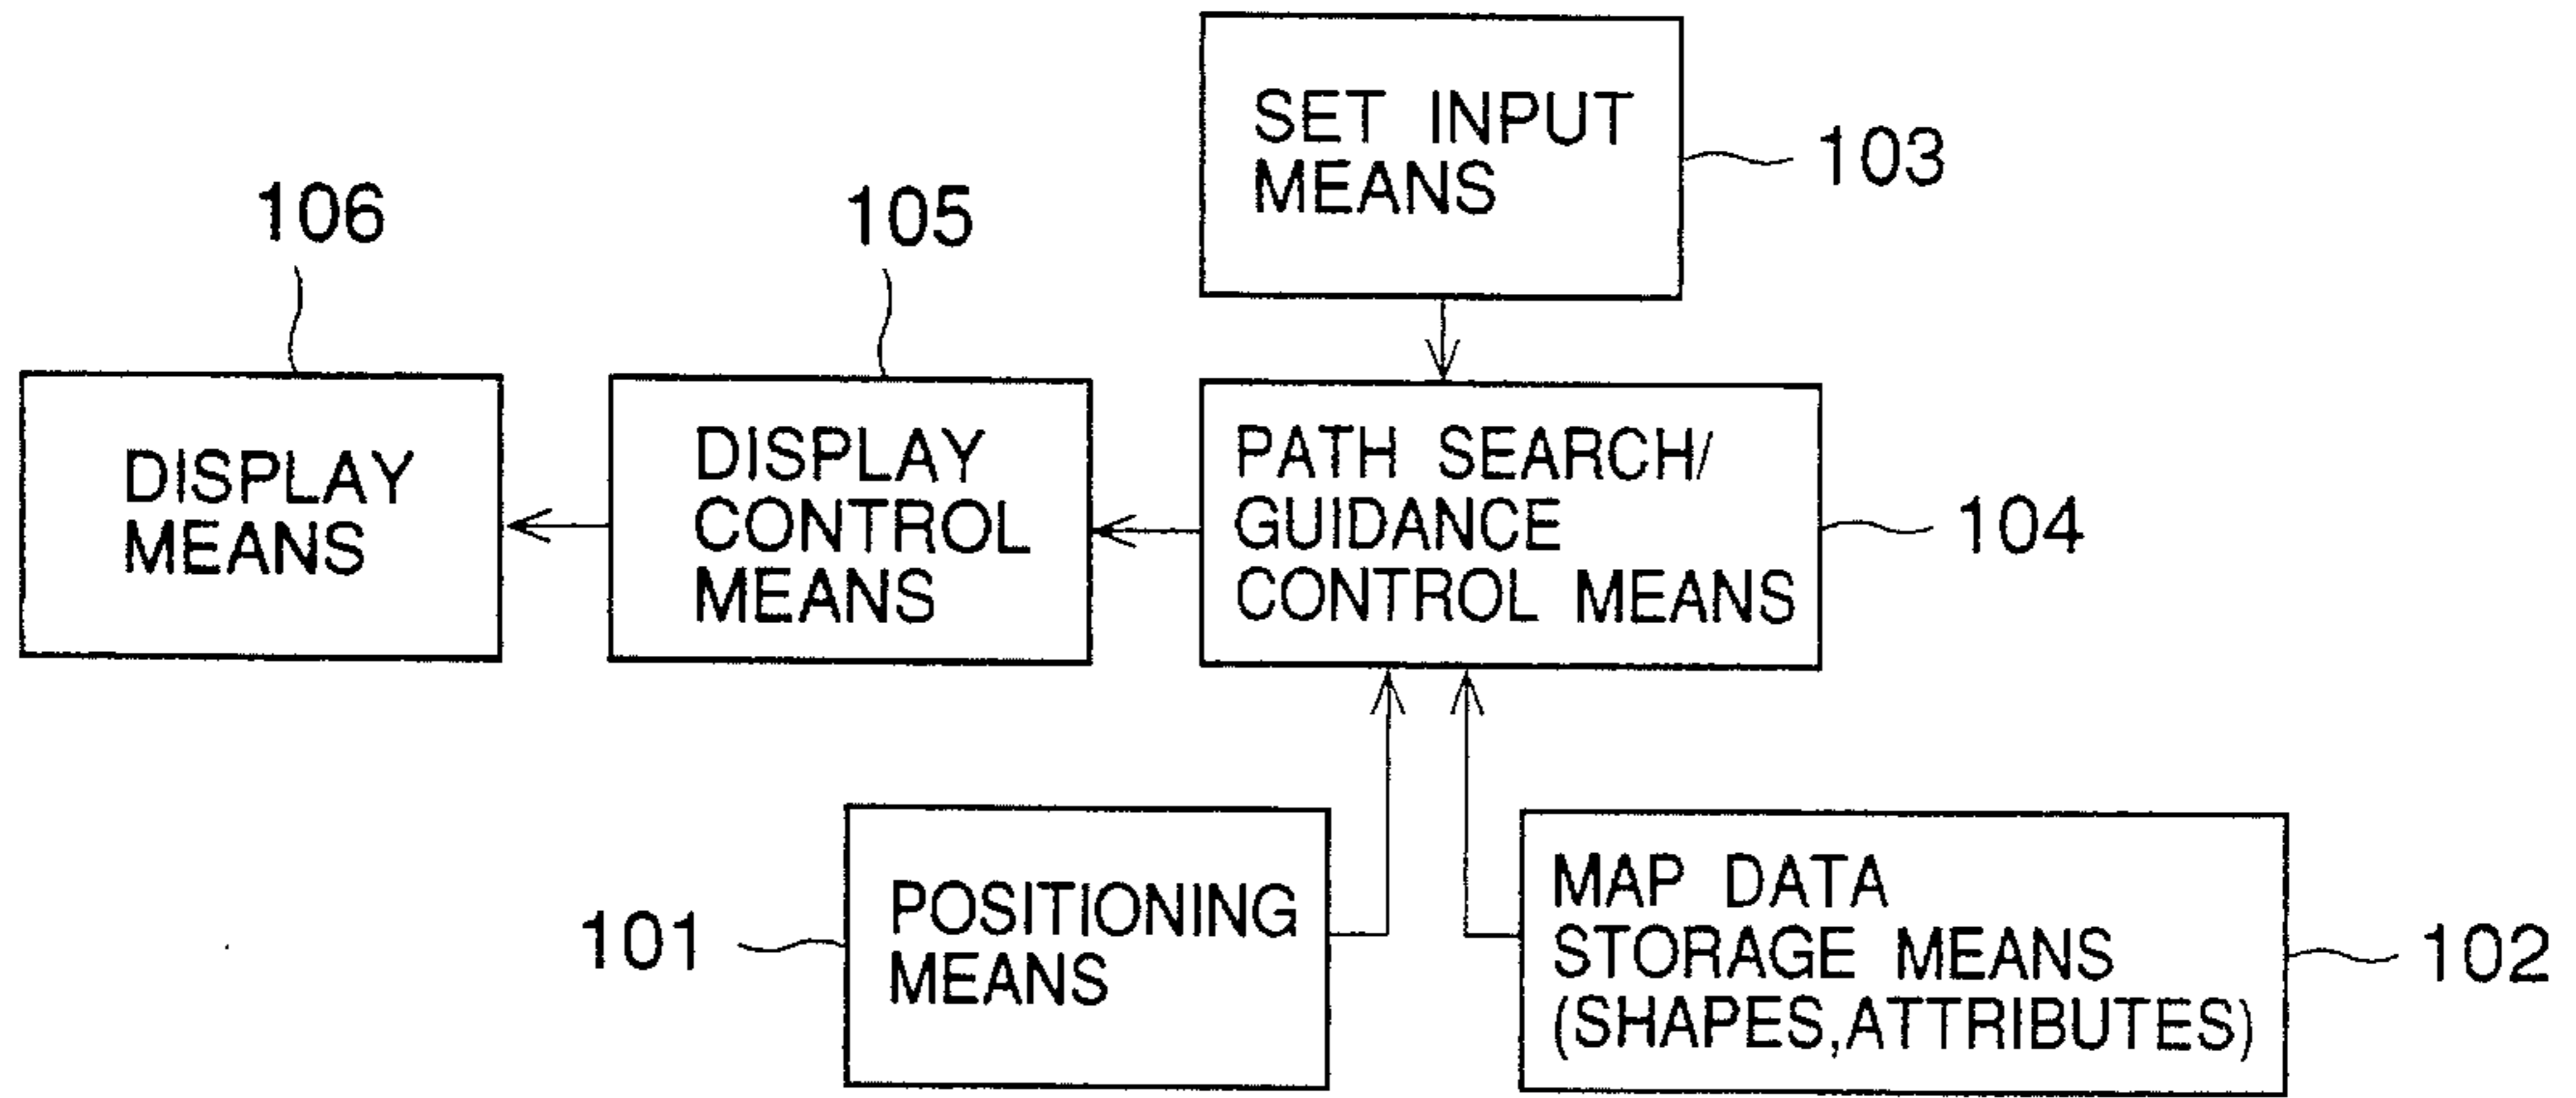 SET INPUT
MEANS
103
106
105
DISPLAY
MEANS
DISPLAY
CONTROL
MEANS
PATH SEARCH/
GUIDANCE
CONTROL MEANS
104
101
POSITIONING
MEANS
MAP DATA
STORAGE MEANS
(SHAPES,ATTRIBUTES)
102